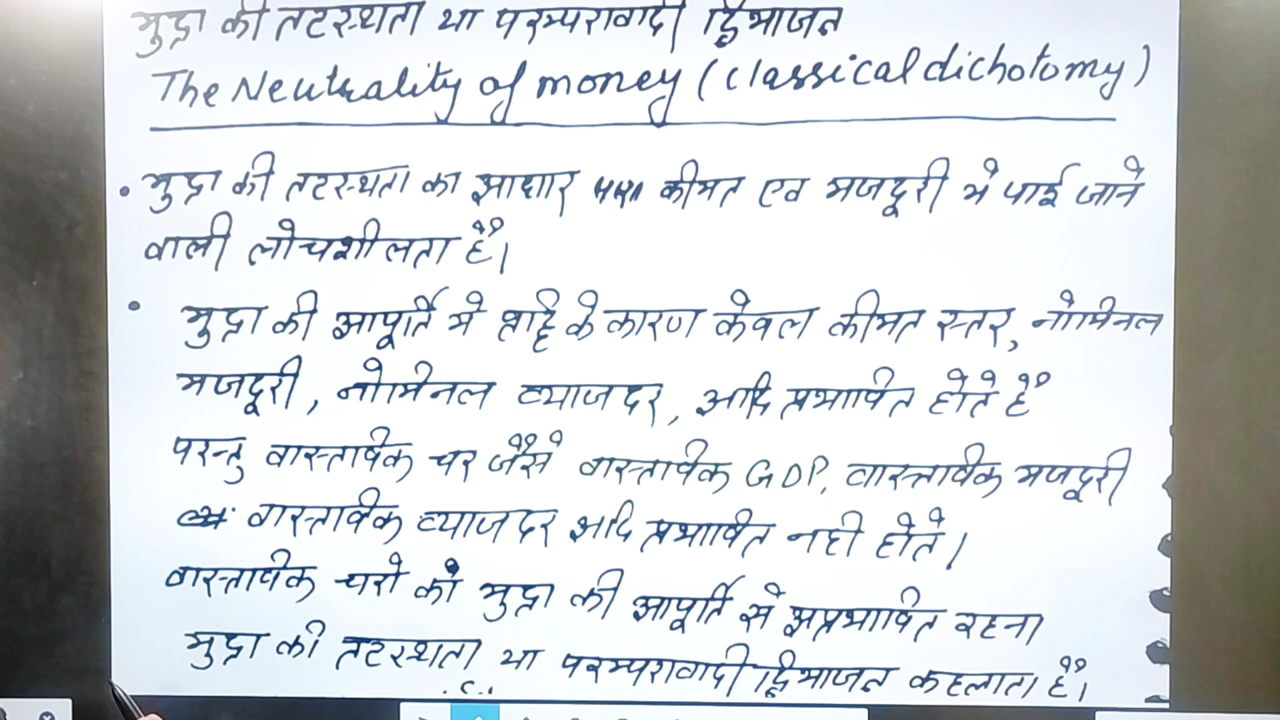 मुद्रा की तटस्थता या परम्परावादी द्विभाजन
The Neutrality of money (classical dichotomy)
• मुद्रा की तटस्थता का आधार कीमत एव मजदूरी मे पाई जाने
वाली लोचशीलता है।
• मुद्रा की आपूर्ति मे वृद्धि के कारण केवल कीमत स्तर, नोमिनल
मजदूरी, नोमिनल ब्याजदर, आदि प्रभावित होते है
परन्तु वास्तविक चर जैसे वास्तविक GDP, वास्तविक मजदूरी
वास्तविक ब्याजदर आदि प्रभावित नही होते।
वास्तविक चरो को मुद्रा की आपूर्ति से अप्रभावित रहना
मुद्रा की तटस्थता या परम्परावादी द्विभाजन कहलाता है।